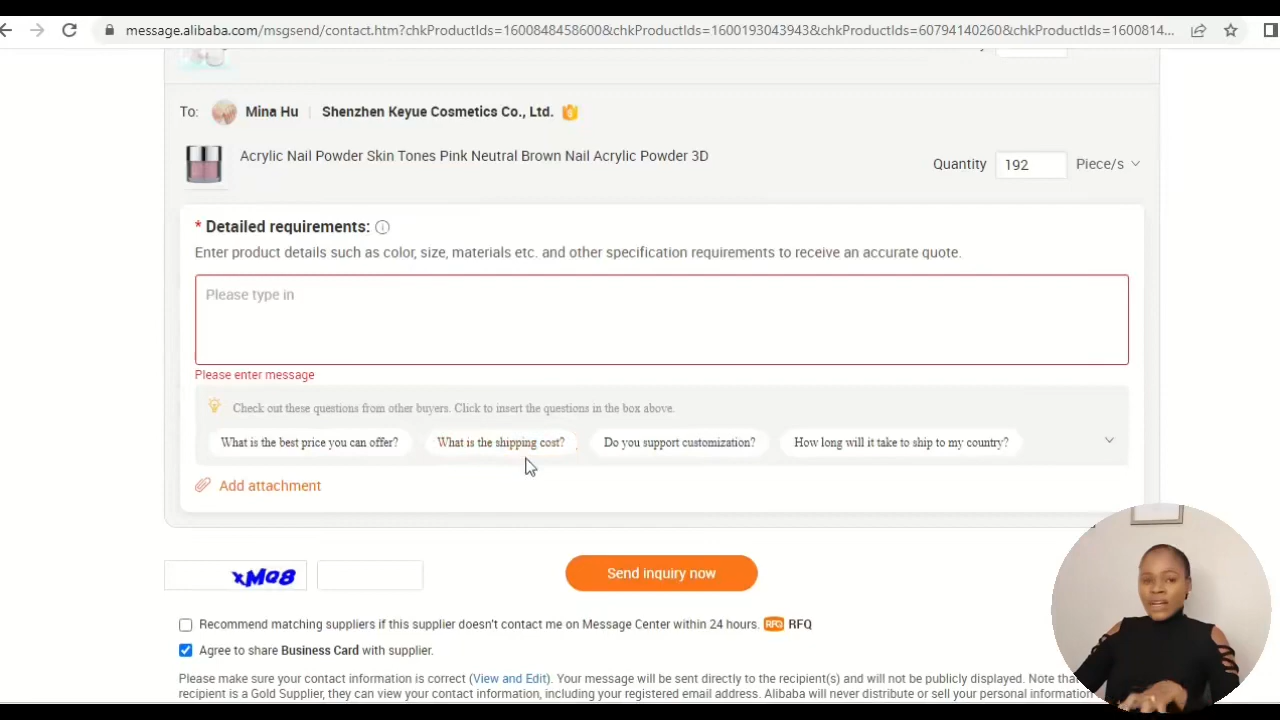 message.alibaba.com/msgsend/contact.htm?chkProductIds=1600848458600&chkProductIds=1600193043943&chkProductIds=60794140260&chkProductIds=1600814...
To: Mina Hu | Shenzhen Keyue Cosmetics Co., Ltd.
Acrylic Nail Powder Skin Tones Pink Neutral Brown Nail Acrylic Powder 3D
Quantity 192 Piece/s
* Detailed requirements:
Enter product details such as color, size, materials etc. and other specification requirements to receive an accurate quote.
Please type in
Please enter message
Check out these questions from other buyers. Click to insert the questions in the box above.
What is the best price you can offer? What is the shipping cost? Do you support customization? How long will it take to ship to my country?
Add attachment
xMQ8 Send inquiry now
Recommend matching suppliers if this supplier doesn't contact me on Message Center within 24 hours. RFQ RFQ
Agree to share Business Card with supplier.
Please make sure your contact information is correct (View and Edit). Your message will be sent directly to the recipient(s) and will not be publicly displayed. Note that
recipient is a Gold Supplier, they can view your contact information, including your registered email address. Alibaba will never distribute or sell your personal information